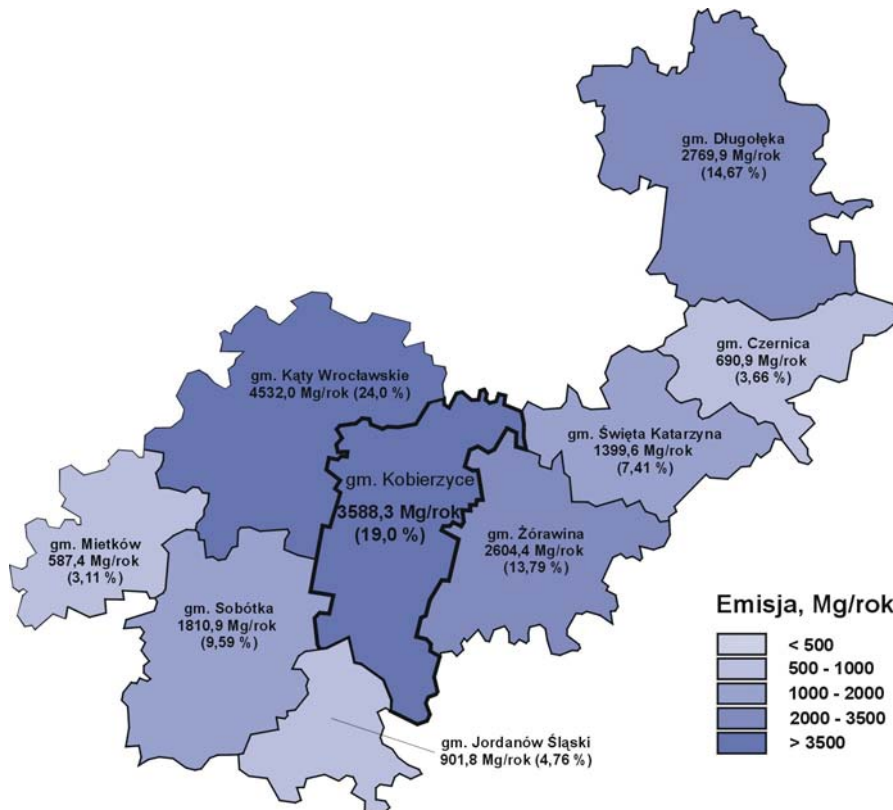 gm. Długołęka
2769,9 Mg/rok
(14,67 %)
gm. Czernica
690,9 Mg/rok
(3,66 %)
gm. Kąty Wrocławskie
4532,0 Mg/rok (24,0 %)
gm. Święta Katarzyna
1399,6 Mg/rok
(7,41 %)
gm. Kobierzyce
3588,3 Mg/rok
(19,0 %)
gm. Żórawina
2604,4 Mg/rok
(13,79 %)
gm. Mietków
587,4 Mg/rok
(3,11 %)
gm. Sobótka
1810,9 Mg/rok
(9,59 %)
gm. Jordanów Śląski
901,8 Mg/rok (4,76 %)
Emisja, Mg/rok
< 500
500 - 1000
1000 - 2000
2000 - 3500
> 3500